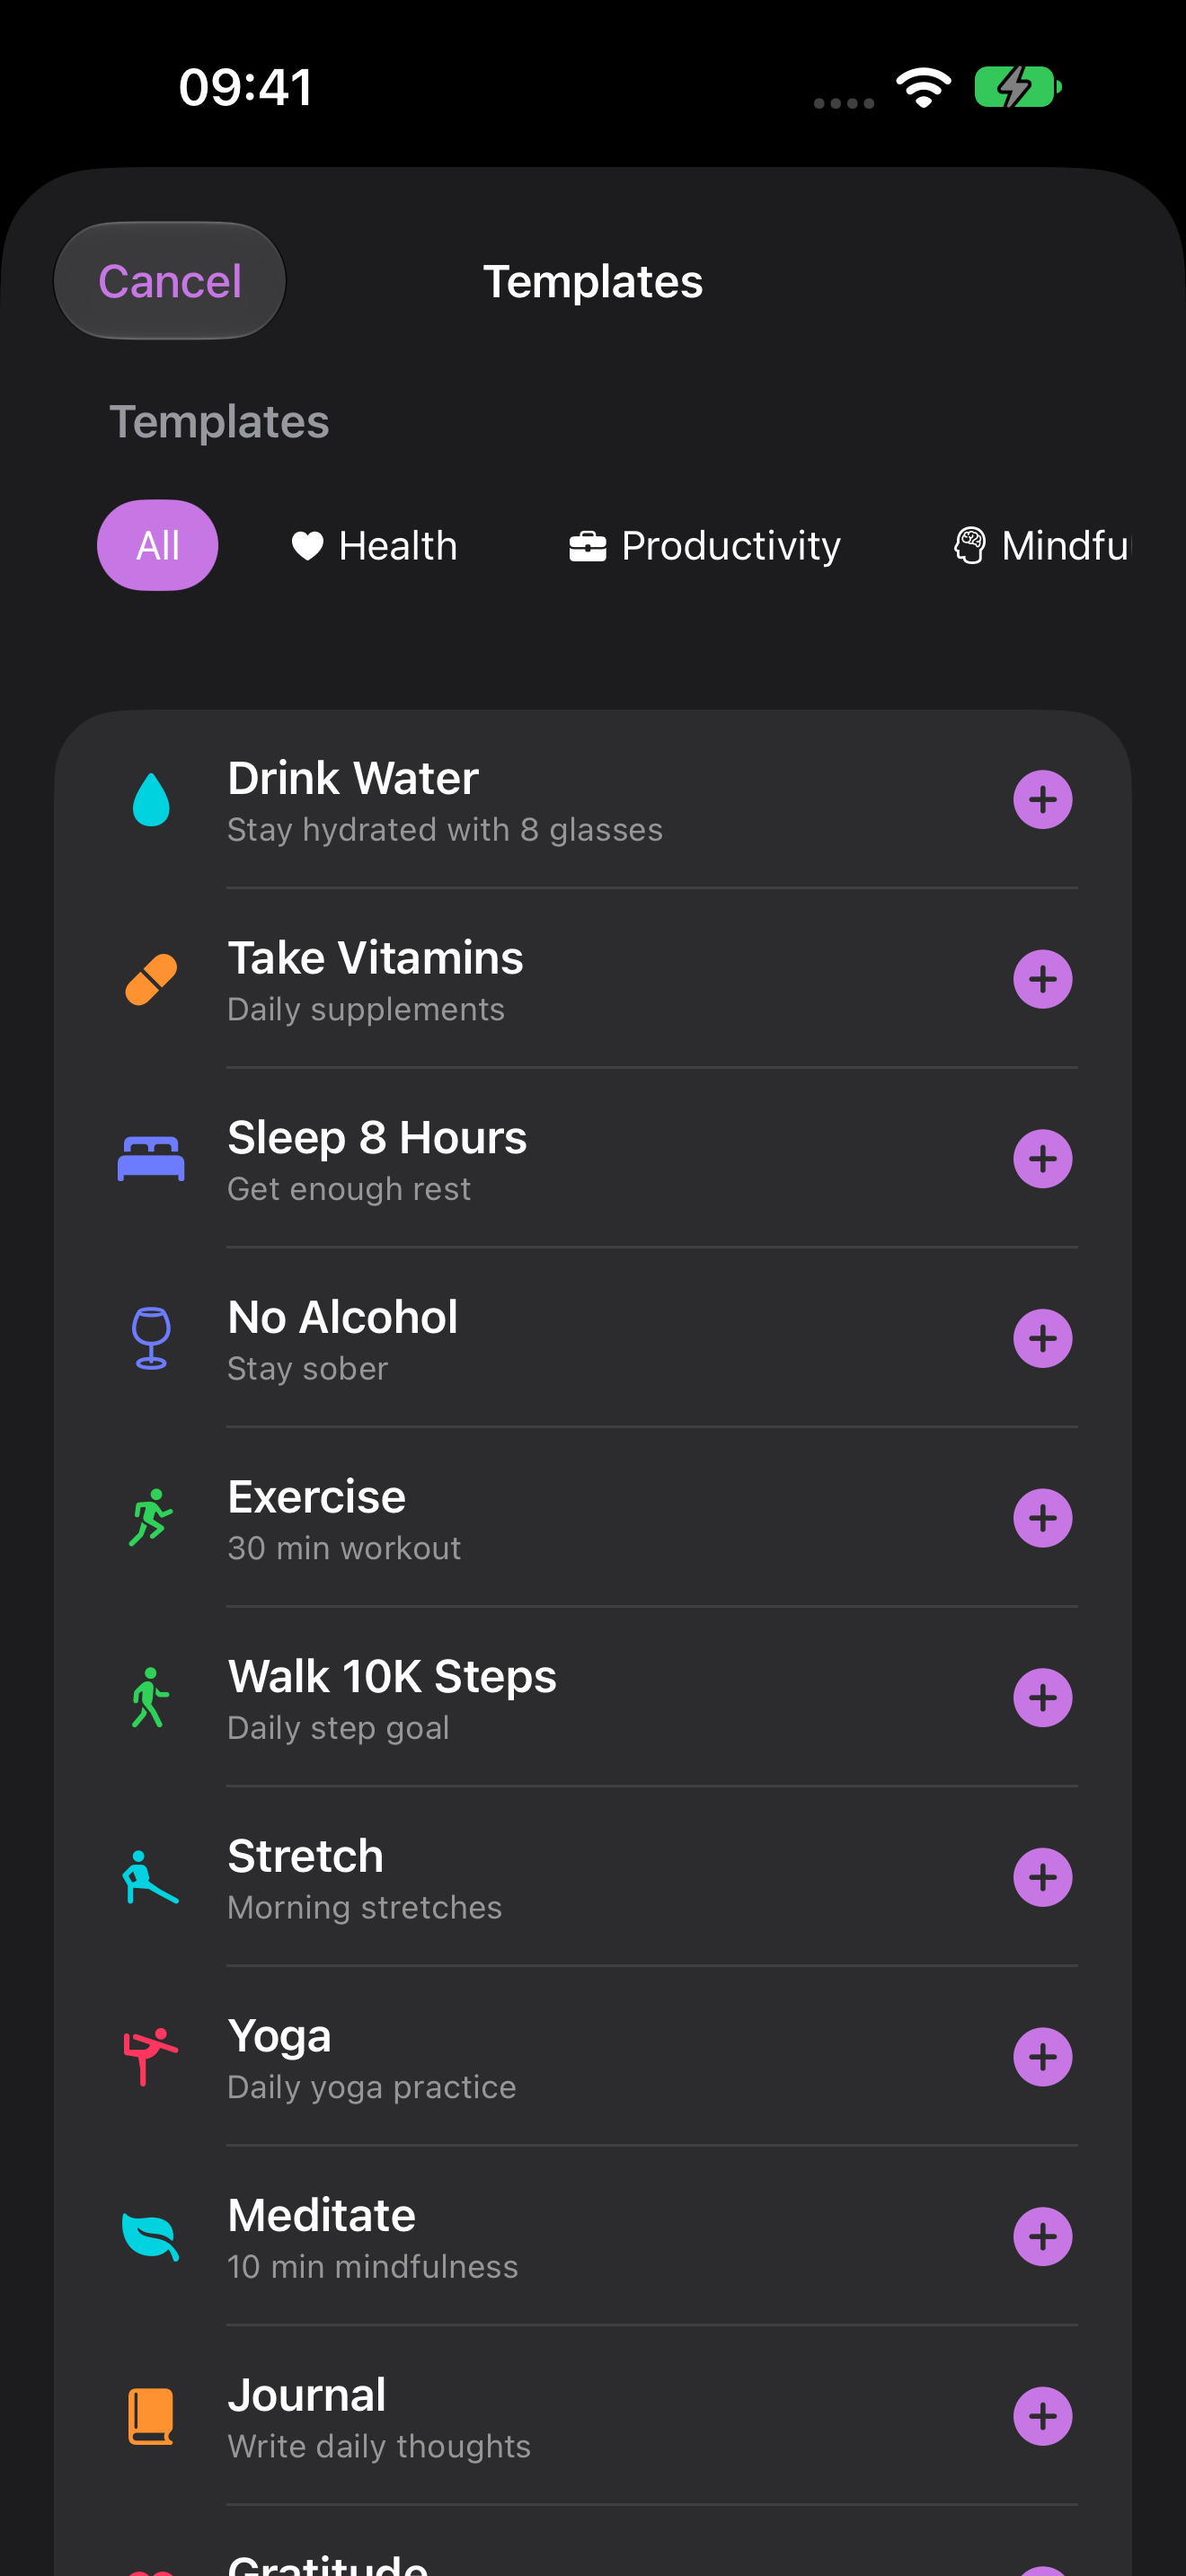 09:41
Cancel
Templates
Templates
All
Health
Productivity
Drink Water
Stay hydrated with 8 glasses
Take Vitamins
Daily supplements
Sleep 8 Hours
Get enough rest
No Alcohol
Stay sober
Exercise
30 min workout
Walk 10K Steps
Daily step goal
Stretch
Morning stretches
Yoga
Daily yoga practice
Meditate
10 min mindfulness
Journal
Write daily thoughts
Gratitude